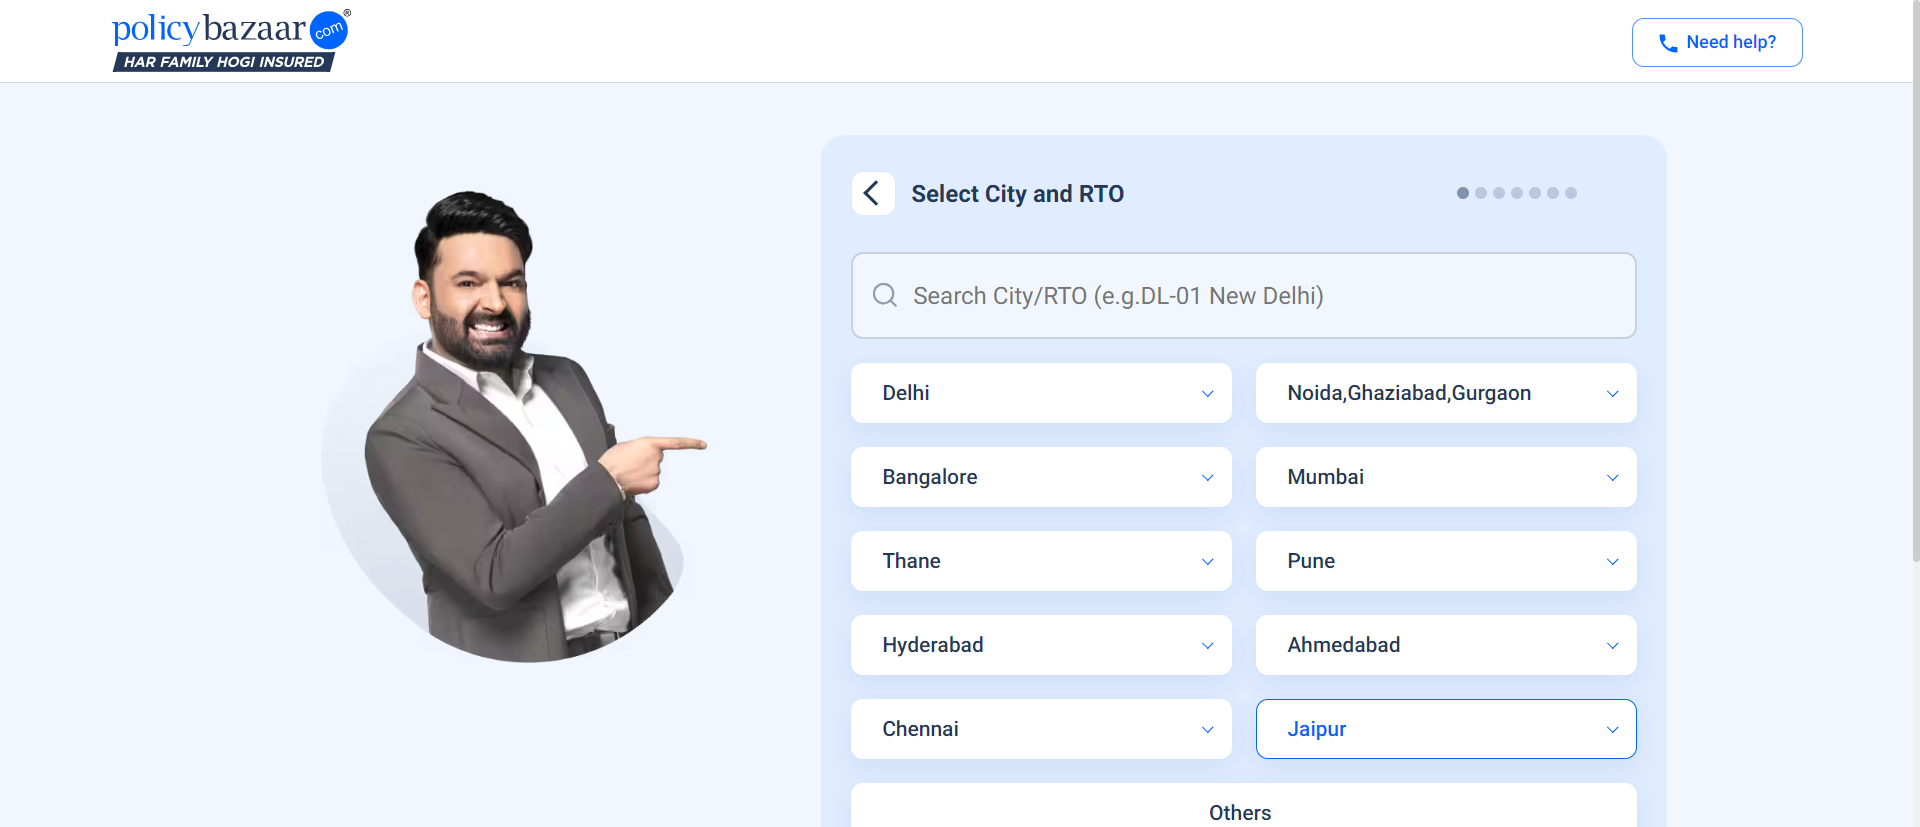 policybazaar com ®
HAR FAMILY HOGI INSURED
Need help?
Select City and RTO
Search City/RTO (e.g.DL-01 New Delhi)
Delhi
Noida,Ghaziabad,Gurgaon
Bangalore
Mumbai
Thane
Pune
Hyderabad
Ahmedabad
Chennai
Jaipur
Others